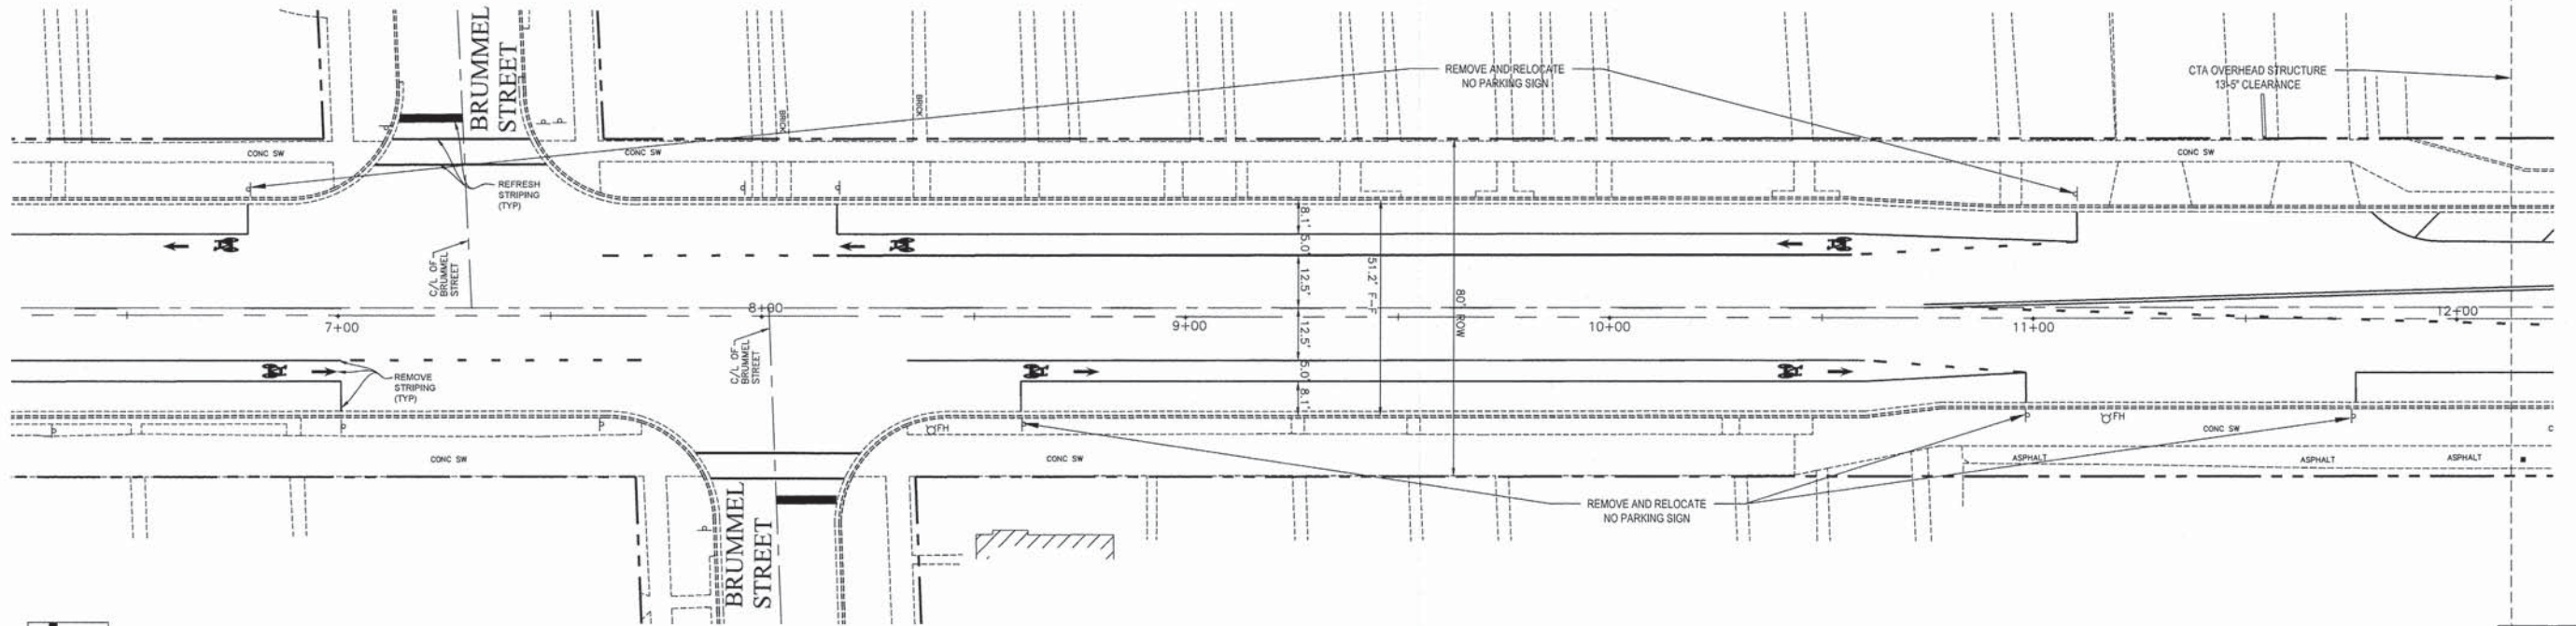 BRUMMEL
STREET
REMOVE AND RELOCATE
NO PARKING SIGN
CTA OVERHEAD STRUCTURE
13'-5" CLEARANCE
BRICK
BRICK
CONC SW
CONC SW
CONC SW
REFRESH
STRIPING
(TYP)
C/L OF
BRUMMEL
STREET
8.1'
5.0'
12.5'
12.5'
5.0'
8.1'
51.2' F-F
80' ROW
7+00
8+00
9+00
10+00
11+00
12+00
C/L OF
BRUMMEL
STREET
REMOVE
STRIPING
(TYP)
FH
FH
CONC SW
CONC SW
CONC SW
C
ASPHALT
ASPHALT
ASPHALT
BRUMMEL
STREET
REMOVE AND RELOCATE
NO PARKING SIGN